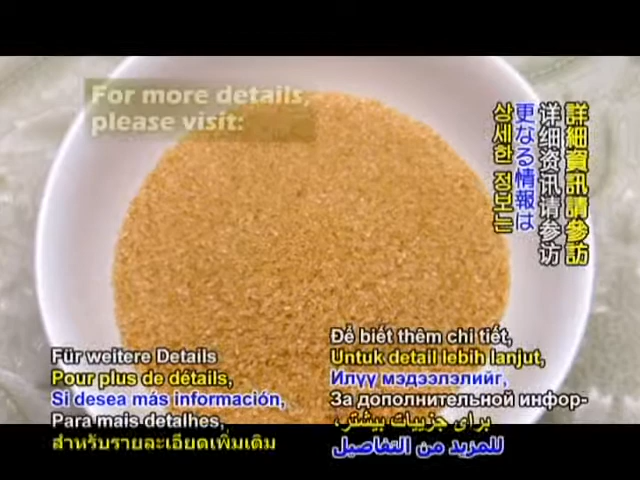 For more details,
please visit:
詳細資訊請參訪
详细资讯请参访
更なる情報は
상세한 정보는
Für weitere Details
Pour plus de détails,
Si desea más información,
Para mais detalhes,
สำหรับรายละเอียดเพิ่มเติม
Để biết thêm chi tiết,
Untuk detail lebih lanjut,
Илүү мэдээлэлийг,
За дополнительной инфор-
برای جزییات بیشتر،
للمزيد من التفاصيل